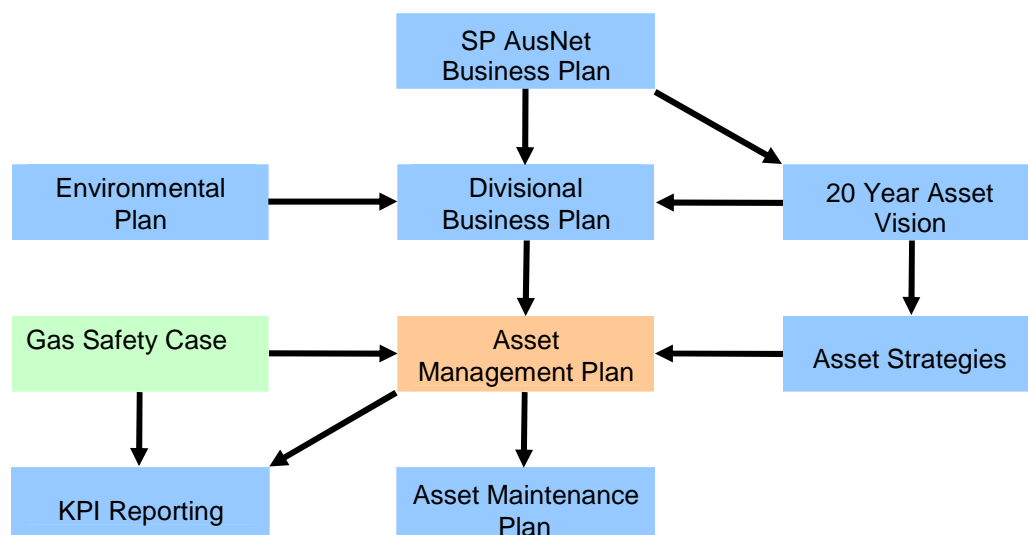 SP AusNet
Business Plan
Environmental
Plan
Divisional
Business Plan
20 Year Asset
Vision
Gas Safety Case
Asset
Management Plan
Asset Strategies
KPI Reporting
Asset Maintenance
Plan